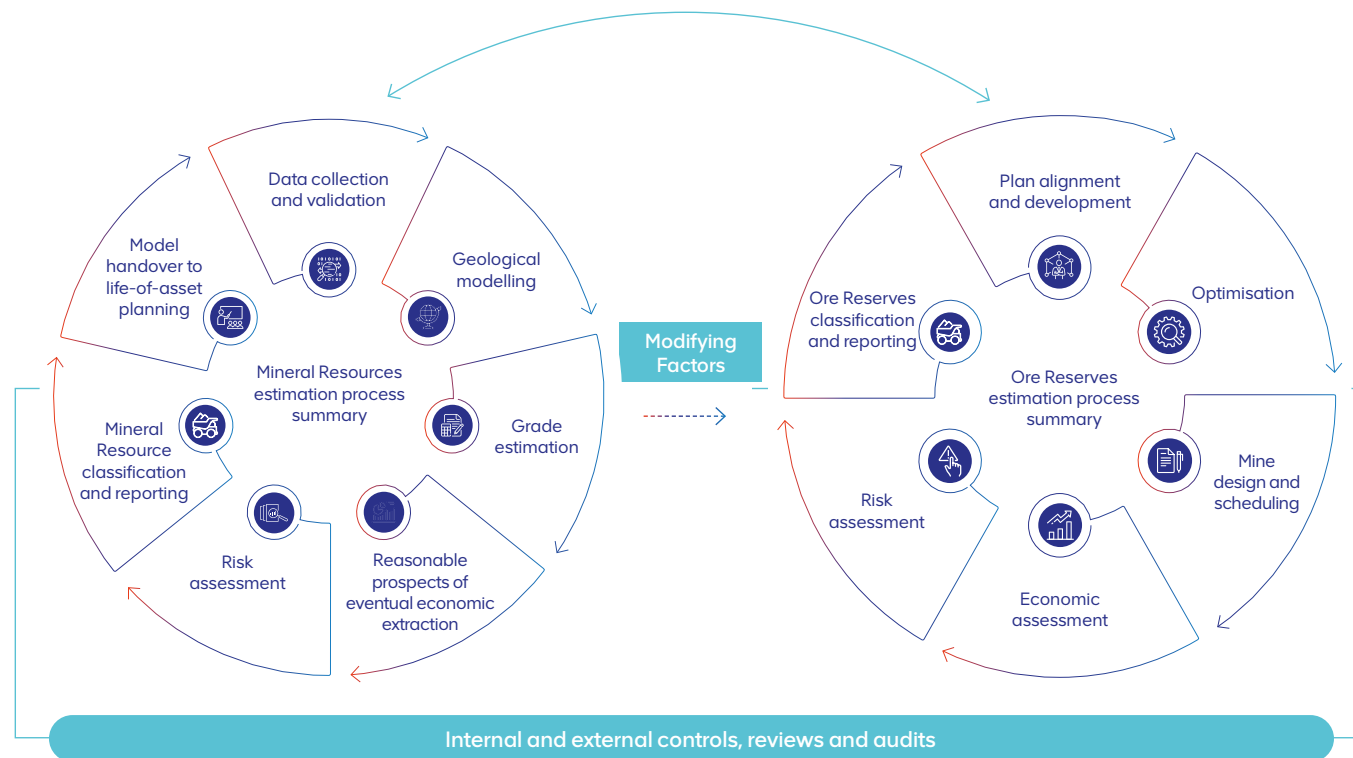 Data collection
and validation
Geological
modelling
Grade
estimation
Reasonable
prospects of
eventual economic
extraction
Risk
assessment
Mineral
Resource
classification
and reporting
Model
handover to
life-of-asset
planning
Mineral Resources
estimation process
summary
Modifying
Factors
Plan alignment
and development
Optimisation
Mine
design and
scheduling
Economic
assessment
Risk
assessment
Ore Reserves
classification
and reporting
Ore Reserves
estimation process
summary
Internal and external controls, reviews and audits